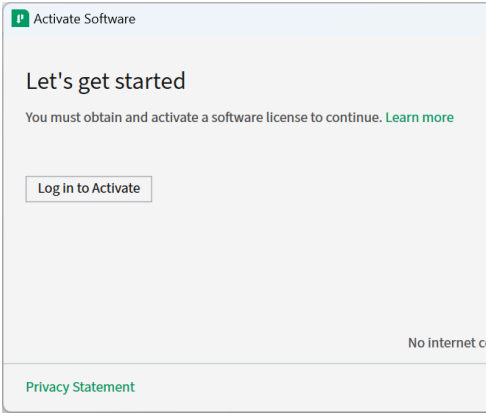 Activate Software
Let's get started
You must obtain and activate a software license to continue. Learn more
Log in to Activate
No internet
Privacy Statement